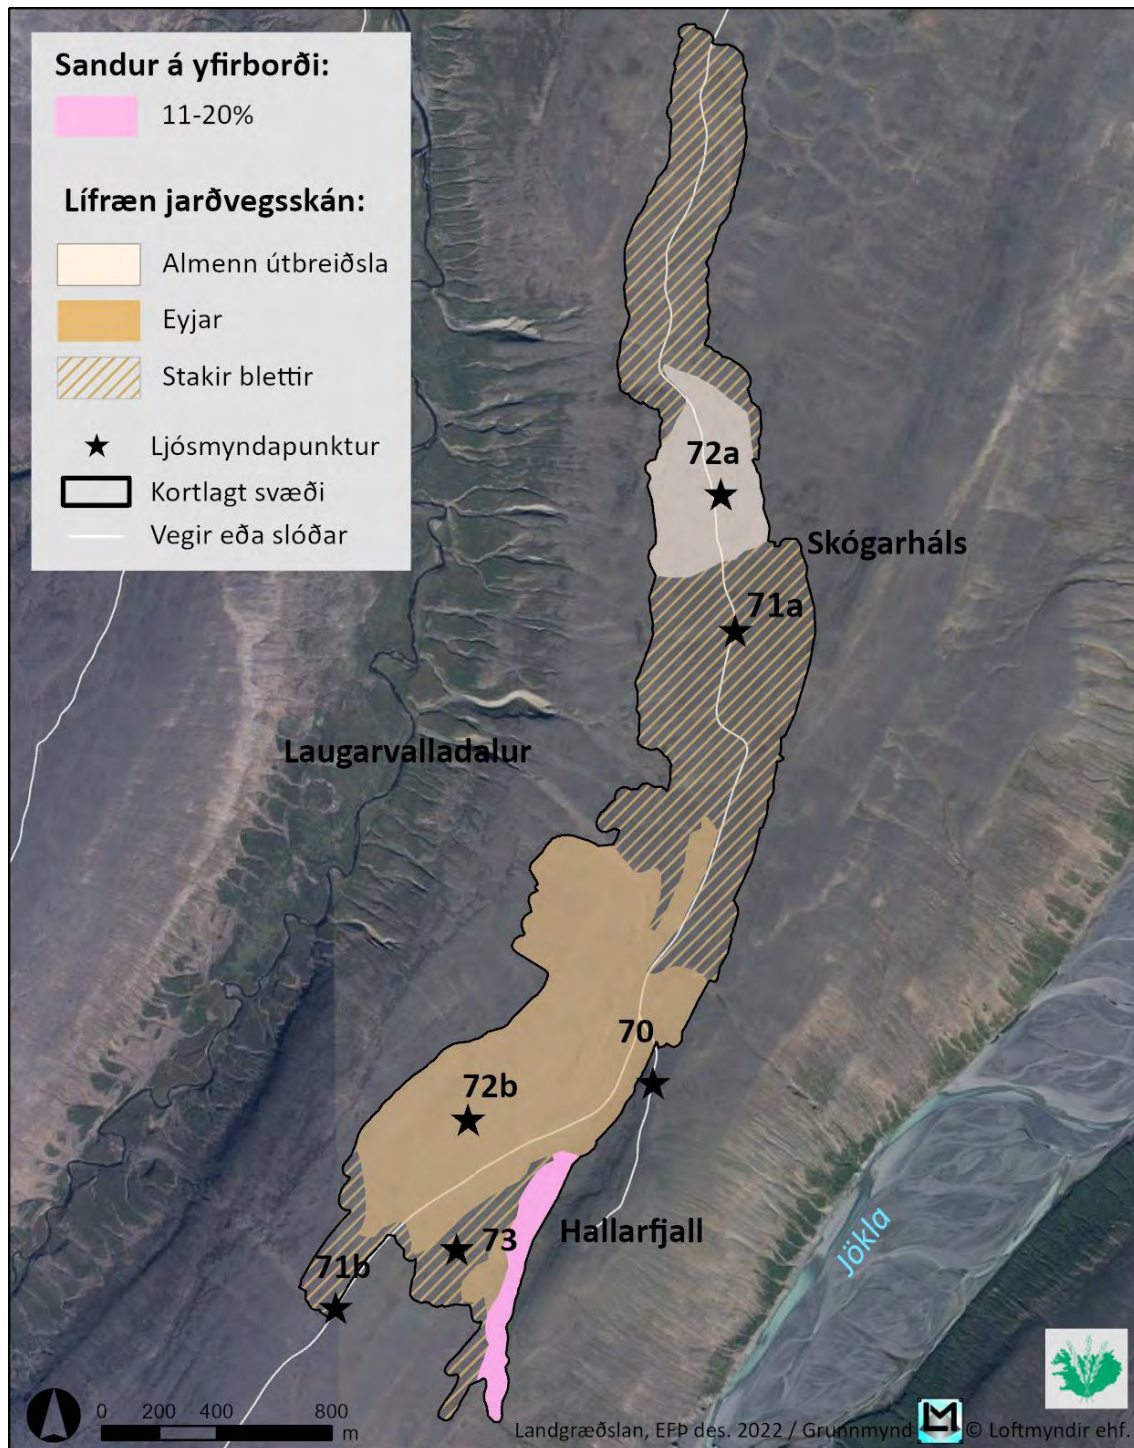 Sandur á yfirborði:
11-20%
Lífræn jarðvegsskán:
Almenn útbreiðsla
Eyjar
Stakir blettir
Ljósmyndapunktur
Kortlagt svæði
Vegir eða slóðar
72a
Skógarháls
71a
Laugarvalladalur
70
72b
Hallarfjall
73
71b
Jökla
0 200 400 800
m
Landgræðslan, EFÞ des. 2022 / Grunnmynd LM © Loftmyndir ehf.